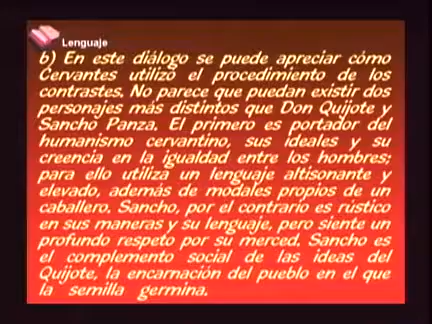 Lenguaje
b) En este diálogo se puede apreciar cómo
Cervantes utilizó el procedimiento de los
contrastes. No parece que puedan existir dos
personajes más distintos que Don Quijote y
Sancho Panza. El primero es portador del
humanismo cervantino, sus ideales y su
creencia en la igualdad entre los hombres;
para ello utiliza un lenguaje altisonante y
elevado, además de modales propios de un
caballero. Sancho, por el contrario es rústico
en sus maneras y su lenguaje, pero siente un
profundo respeto por su merced. Sancho es
el complemento social de las ideas del
Quijote, la encarnación del pueblo en el que
la semilla germina.